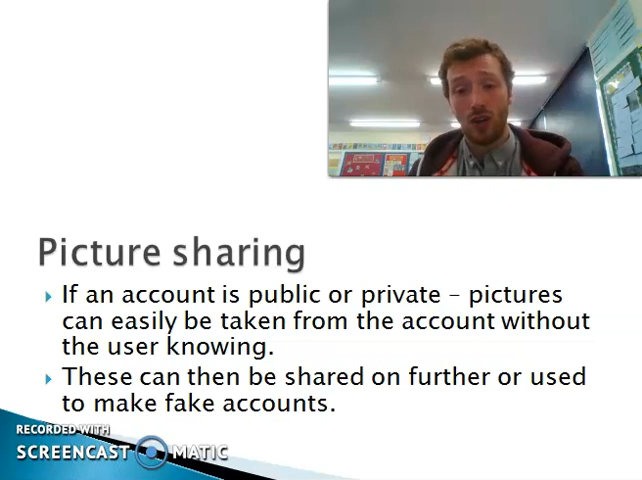 Picture sharing
If an account is public or private – pictures
can easily be taken from the account without
the user knowing.
These can then be shared on further or used
to make fake accounts.
RECORDED WITH
SCREENCAST MATIC